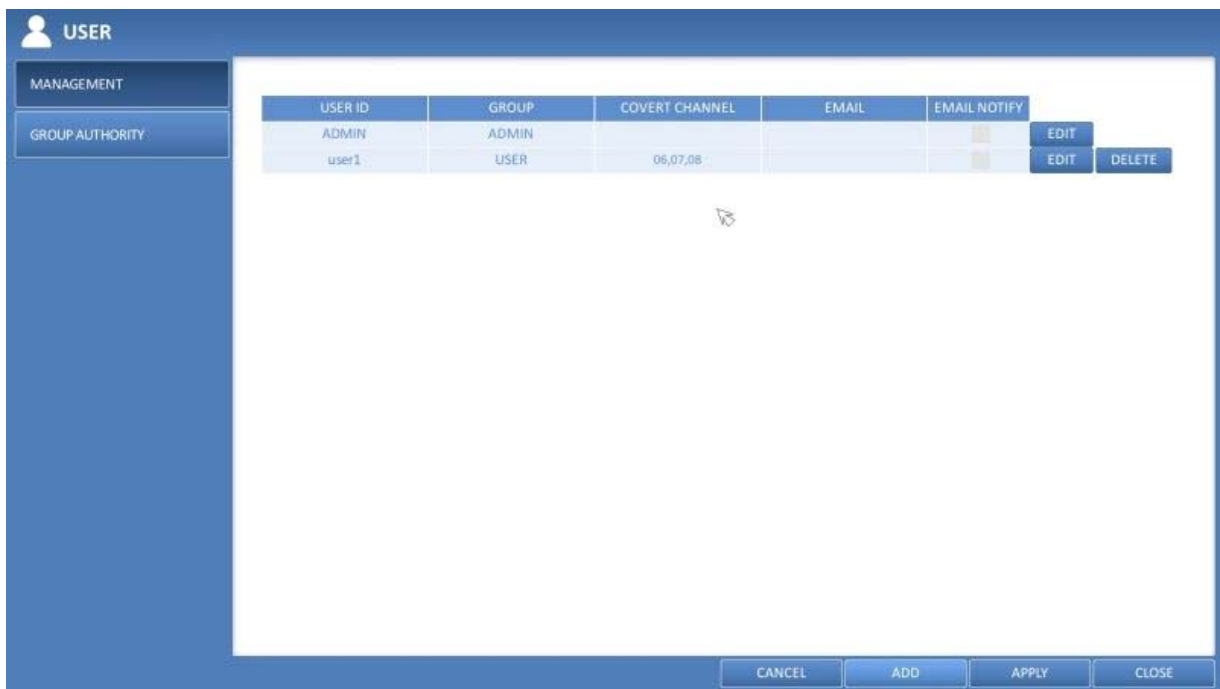 USER
MANAGEMENT
GROUP AUTHORITY
USER ID GROUP COVERT CHANNEL EMAIL EMAIL NOTIFY
ADMIN ADMIN EDIT
user1 USER 06,07,08 EDIT DELETE
CANCEL ADD APPLY CLOSE